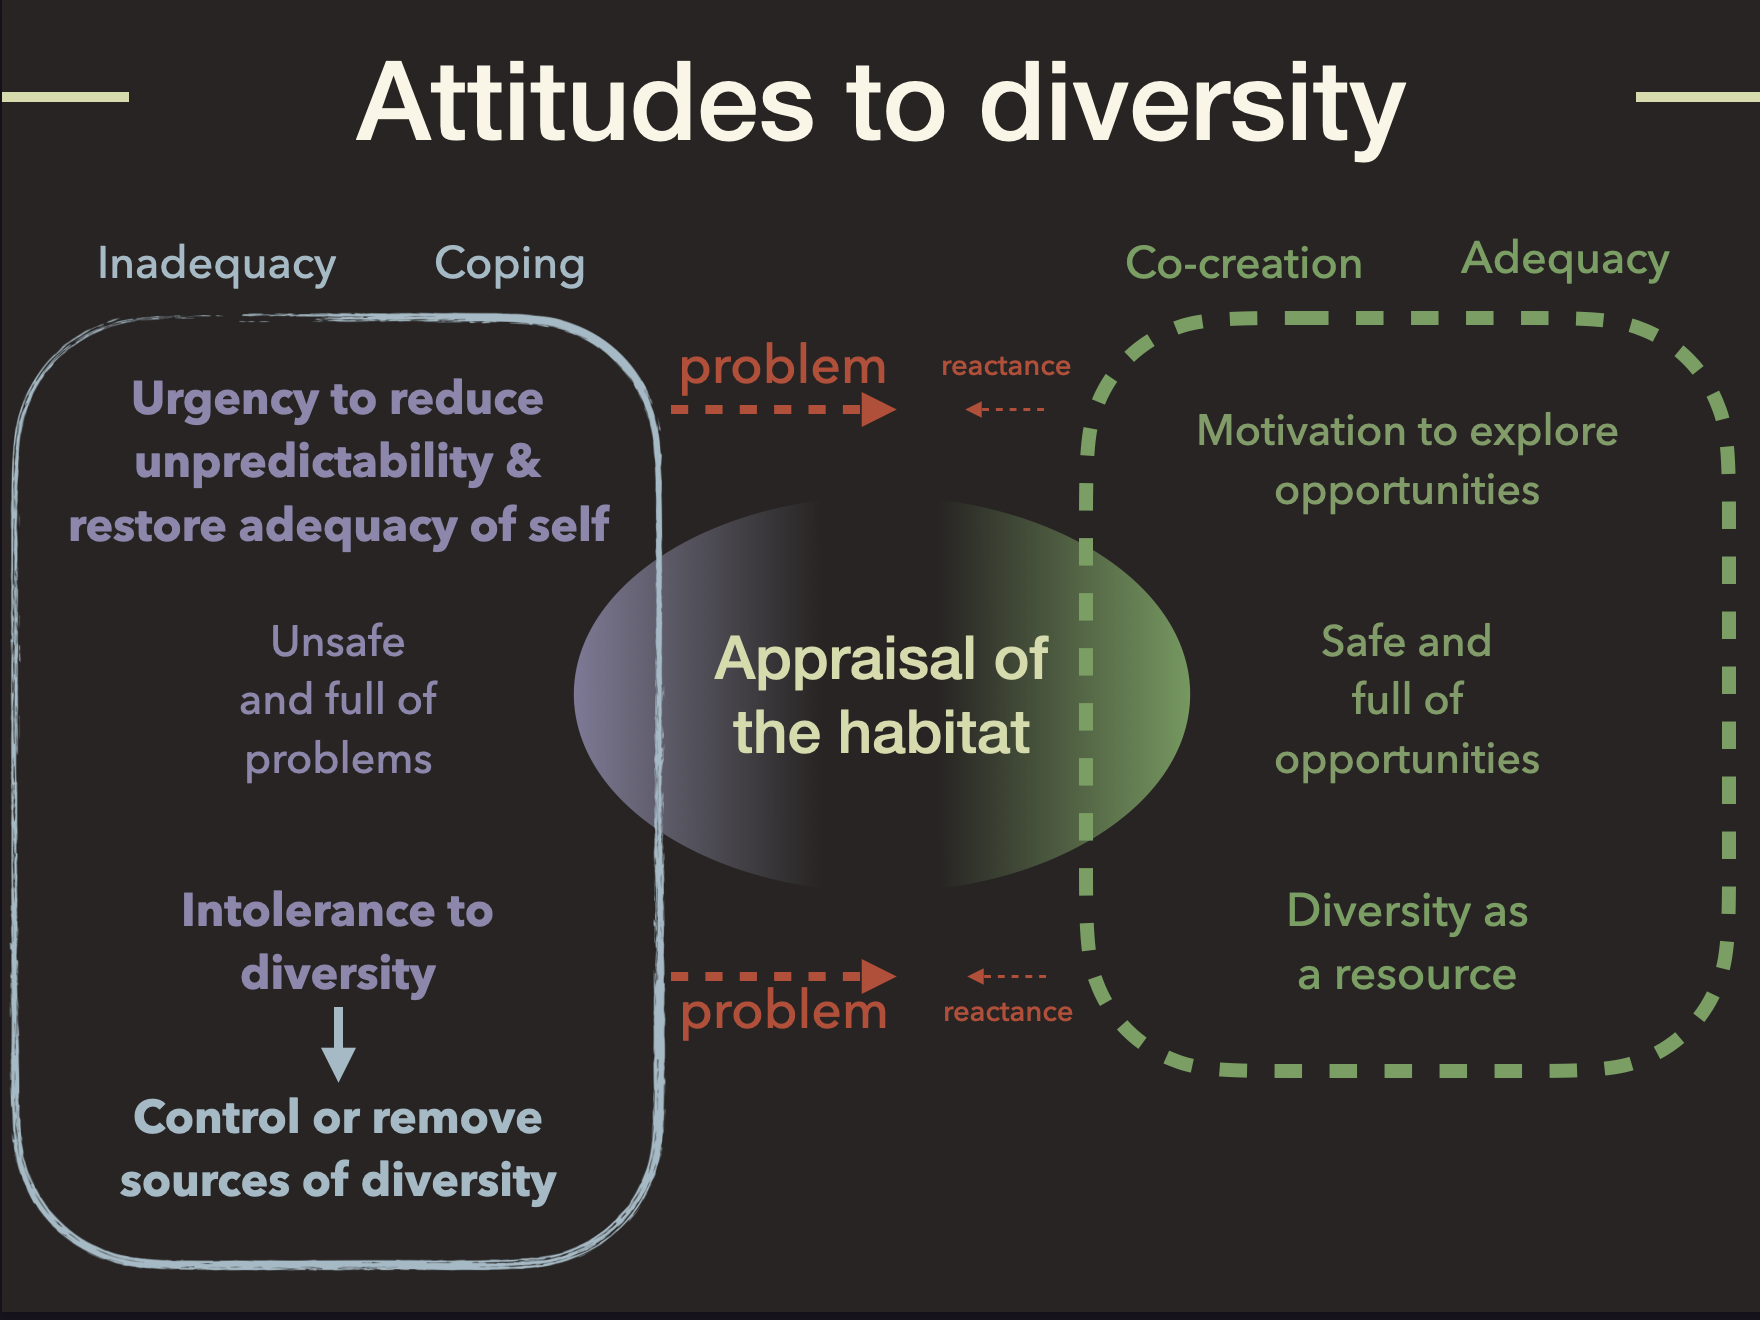 Attitudes to diversity
Inadequacy
Coping
Urgency to reduce
unpredictability &
restore adequacy of self
Unsafe
and full of
problems
Intolerance to
diversity
Control or remove
sources of diversity
problem
reactance
Appraisal of
the habitat
problem
reactance
Co-creation
Adequacy
Motivation to explore
opportunities
Safe and
full of
opportunities
Diversity as
a resource